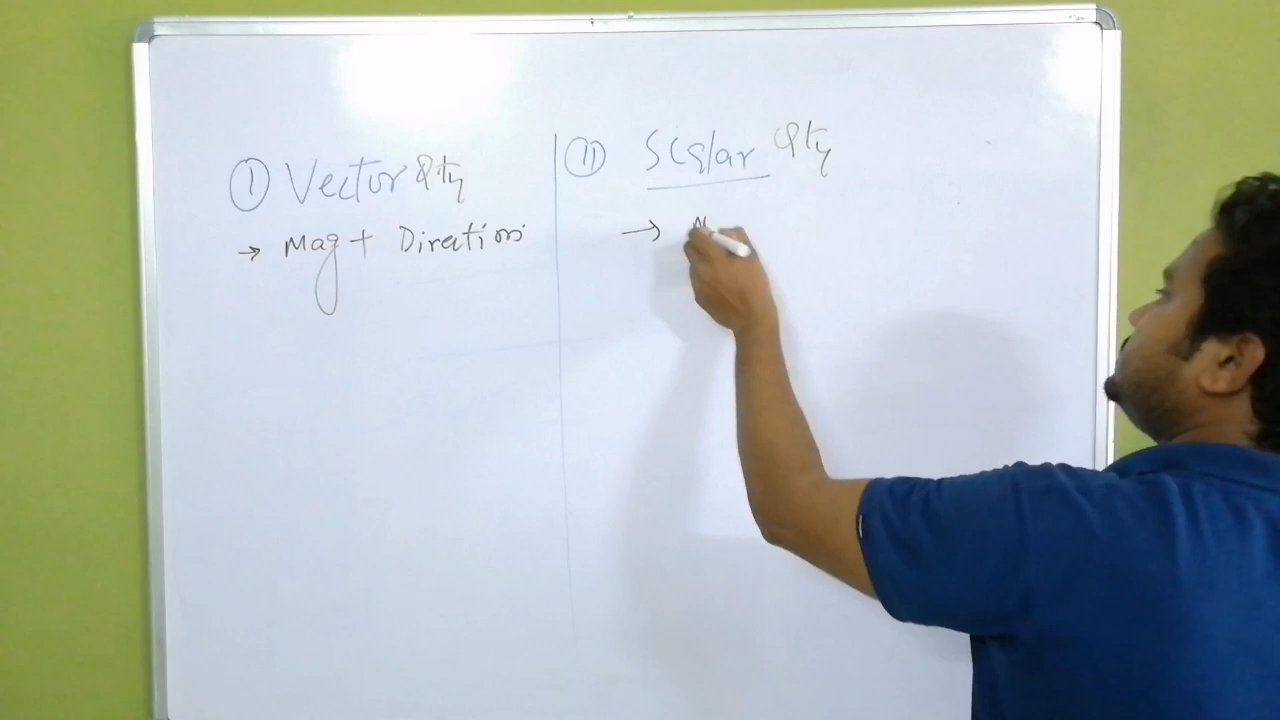 ① Vector Qty
→ Mag + Direction
⑪ Scalar Qty
→ M